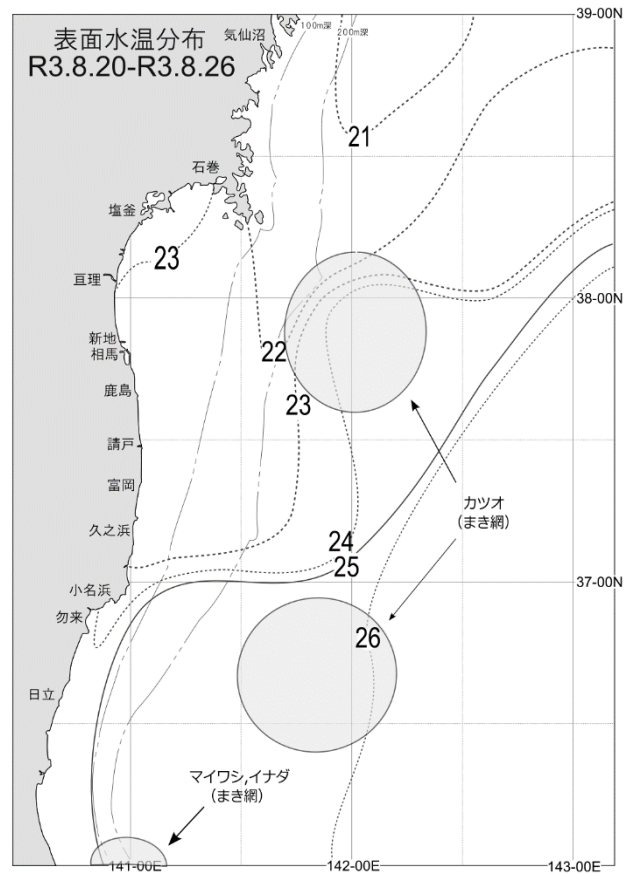 表面水温分布
R3.8.20-R3.8.26
気仙沼
100m深
200m深
39-00N
21
石巻
塩釜
23
亘理
38-00N
新地
相馬
22
鹿島
23
請戸
カツオ
(まき網)
富岡
久之浜
24
25
小名浜
37-00N
勿来
26
日立
マイワシ,イナダ
(まき網)
141-00E
142-00E
143-00E